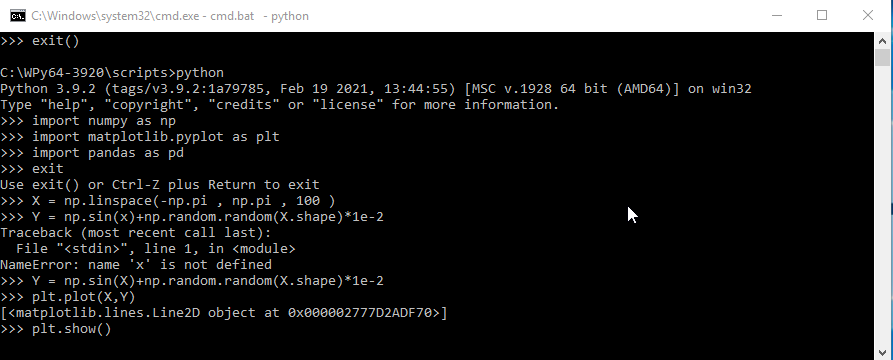 C:\Windows\system32\cmd.exe - cmd.bat - python
>>> exit()
C:\WPy64-3920\scripts>python
Python 3.9.2 (tags/v3.9.2:1a79785, Feb 19 2021, 13:44:55) [MSC v.1928 64 bit (AMD64)] on win32
Type "help", "copyright", "credits" or "license" for more information.
>>> import numpy as np
>>> import matplotlib.pyplot as plt
>>> import pandas as pd
>>> exit
Use exit() or Ctrl-Z plus Return to exit
>>> X = np.linspace(-np.pi , np.pi , 100 )
>>> Y = np.sin(x)+np.random.random(X.shape)*1e-2
Traceback (most recent call last):
  File "<stdin>", line 1, in <module>
NameError: name 'x' is not defined
>>> Y = np.sin(X)+np.random.random(X.shape)*1e-2
>>> plt.plot(X,Y)
[<matplotlib.lines.Line2D object at 0x000002777D2ADF70>]
>>> plt.show()